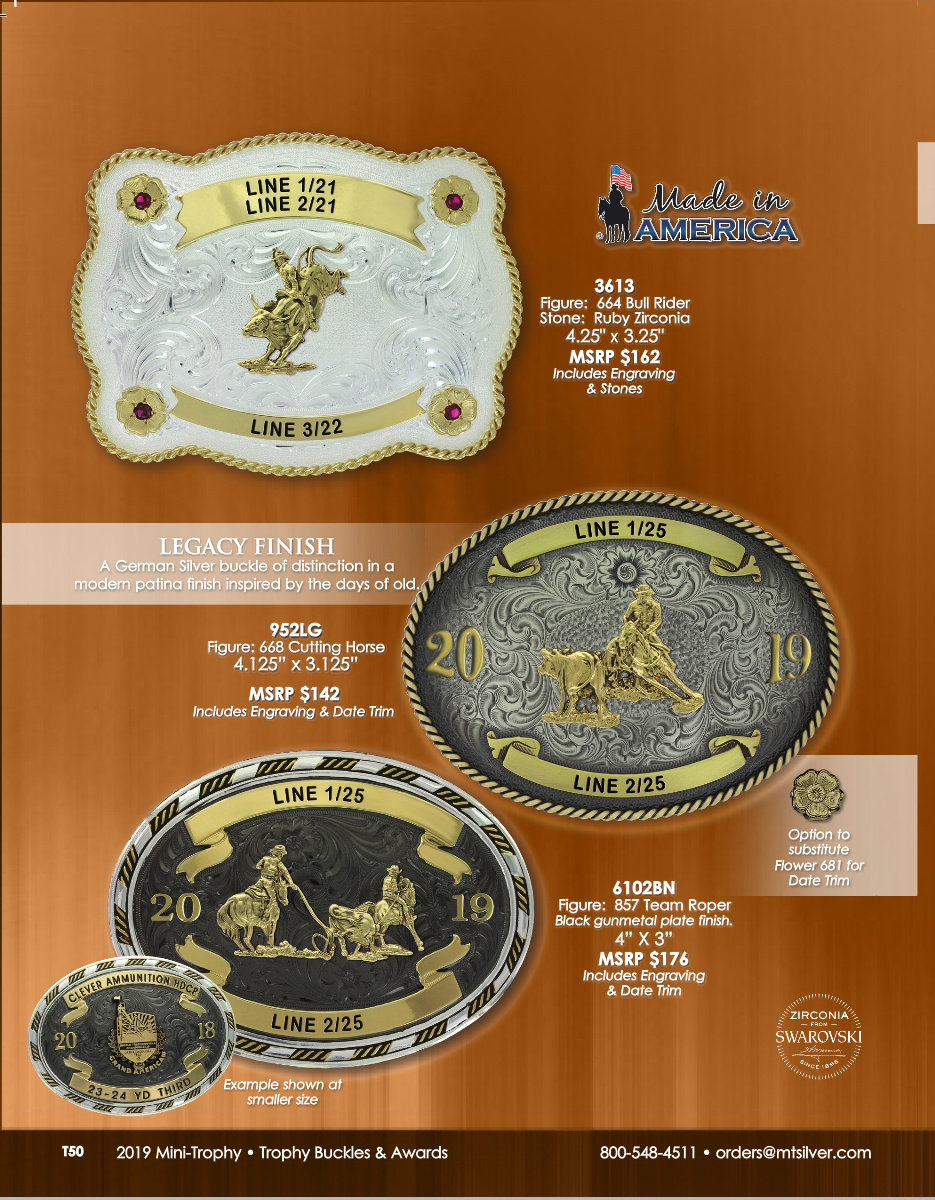 LINE 1/21
LINE 2/21
LINE 3/22
Made in
AMERICA
®
3613
Figure: 664 Bull Rider
Stone: Ruby Zirconia
4.25" x 3.25"
MSRP $162
Includes Engraving
& Stones
LEGACY FINISH
A German Silver buckle of distinction in a
modern patina finish inspired by the days of old.
952LG
Figure: 668 Cutting Horse
4.125” x 3.125”
MSRP $142
Includes Engraving & Date Trim
LINE 1/25
20 19
LINE 2/25
Option to
substitute
Flower 681 for
Date Trim
LINE 1/25
20 19
LINE 2/25
6102BN
Figure: 857 Team Roper
Black gunmetal plate finish.
4” X 3”
MSRP $176
Includes Engraving
& Date Trim
CLEVER AMMUNITION HDCP
20 18
GRAND AMERICAN
23-24 YD THIRD
Example shown at
smaller size
ZIRCONIA
FROM
SWAROVSKI
SINCE 1895
T50 2019 Mini-Trophy • Trophy Buckles & Awards 800-548-4511 • orders@mtsilver.com